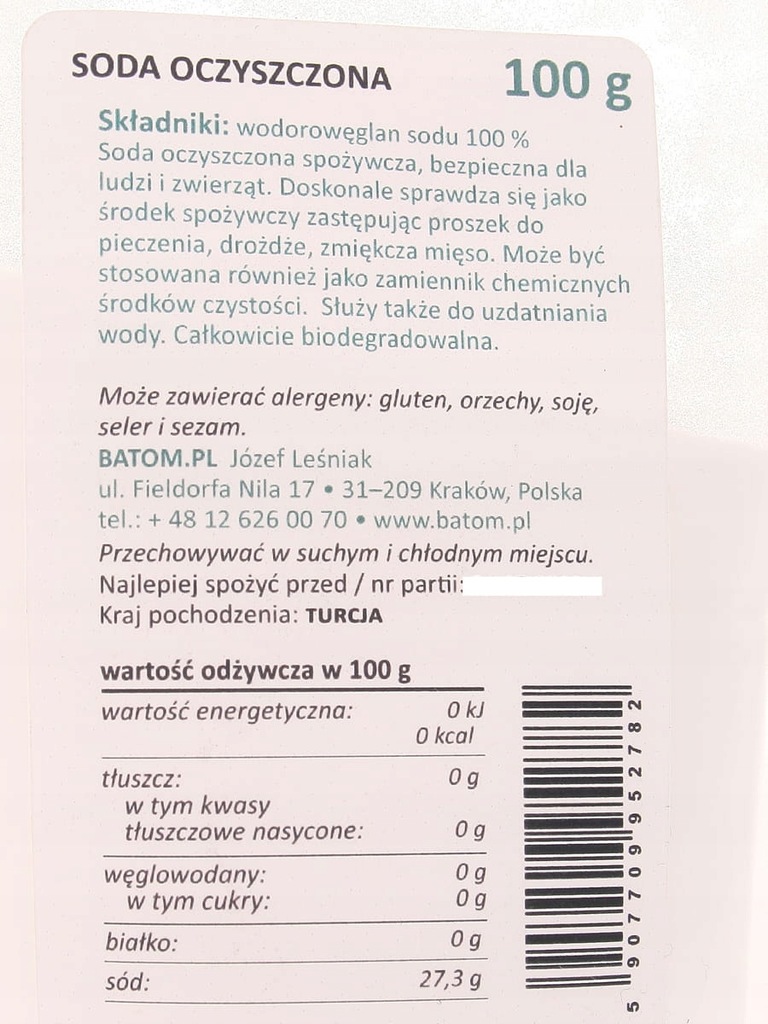 SODA OCZYSZCZONA 100 g
Składniki: wodorowęglan sodu 100 %
Soda oczyszczona spożywcza, bezpieczna dla
ludzi i zwierząt. Doskonale sprawdza się jako
środek spożywczy zastępując proszek do
pieczenia, drożdże, zmiękcza mięso. Może być
stosowana również jako zamiennik chemicznych
środków czystości. Służy także do uzdatniania
wody. Całkowicie biodegradowalna.
Może zawierać alergeny: gluten, orzechy, soję,
seler i sezam.
BATOM.PL Józef Leśniak
ul. Fieldorfa Nila 17 • 31–209 Kraków, Polska
tel.: + 48 12 626 00 70 • www.batom.pl
Przechowywać w suchym i chłodnym miejscu.
Najlepiej spożyć przed / nr partii:
Kraj pochodzenia: TURCJA
wartość odżywcza w 100 g
wartość energetyczna: 0 kJ
0 kcal
tłuszcz: 0 g
w tym kwasy
tłuszczowe nasycone: 0 g
węglowodany: 0 g
w tym cukry: 0 g
białko: 0 g
sód: 27,3 g
5 907709 952782